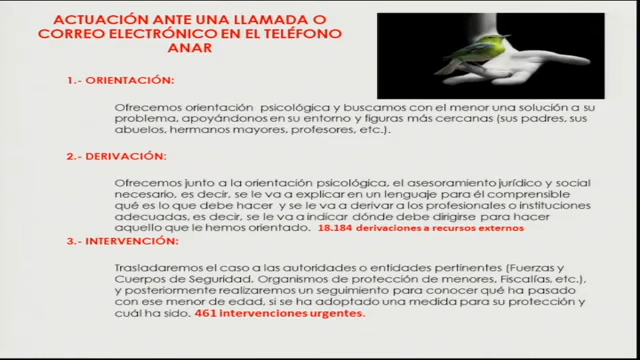 ACTUACIÓN ANTE UNA LLAMADA O
CORREO ELECTRÓNICO EN EL TELÉFONO
ANAR
1.- ORIENTACIÓN:
Ofrecemos orientación psicológica y buscamos con el menor una solución a su
problema, apoyándonos en su entorno y figuras más cercanas (sus padres, sus
abuelos, hermanos mayores, profesores, etc.).
2.- DERIVACIÓN:
Ofrecemos junto a la orientación psicológica, el asesoramiento jurídico y social
necesario, es decir, se le va a explicar en un lenguaje para él comprensible
qué es lo que debe hacer y se le va a derivar a los profesionales o instituciones
adecuadas, es decir, se le va a indicar dónde debe dirigirse para hacer
aquello que le hemos orientado. 18.184 derivaciones a recursos externos
3.- INTERVENCIÓN:
Trasladaremos el caso a las autoridades o entidades pertinentes (Fuerzas y
Cuerpos de Seguridad, Organismos de protección de menores, Fiscalías, etc.),
y posteriormente realizaremos un seguimiento para conocer qué ha pasado
con ese menor de edad, si se ha adoptado una medida para su protección y
cuál ha sido. 461 intervenciones urgentes.